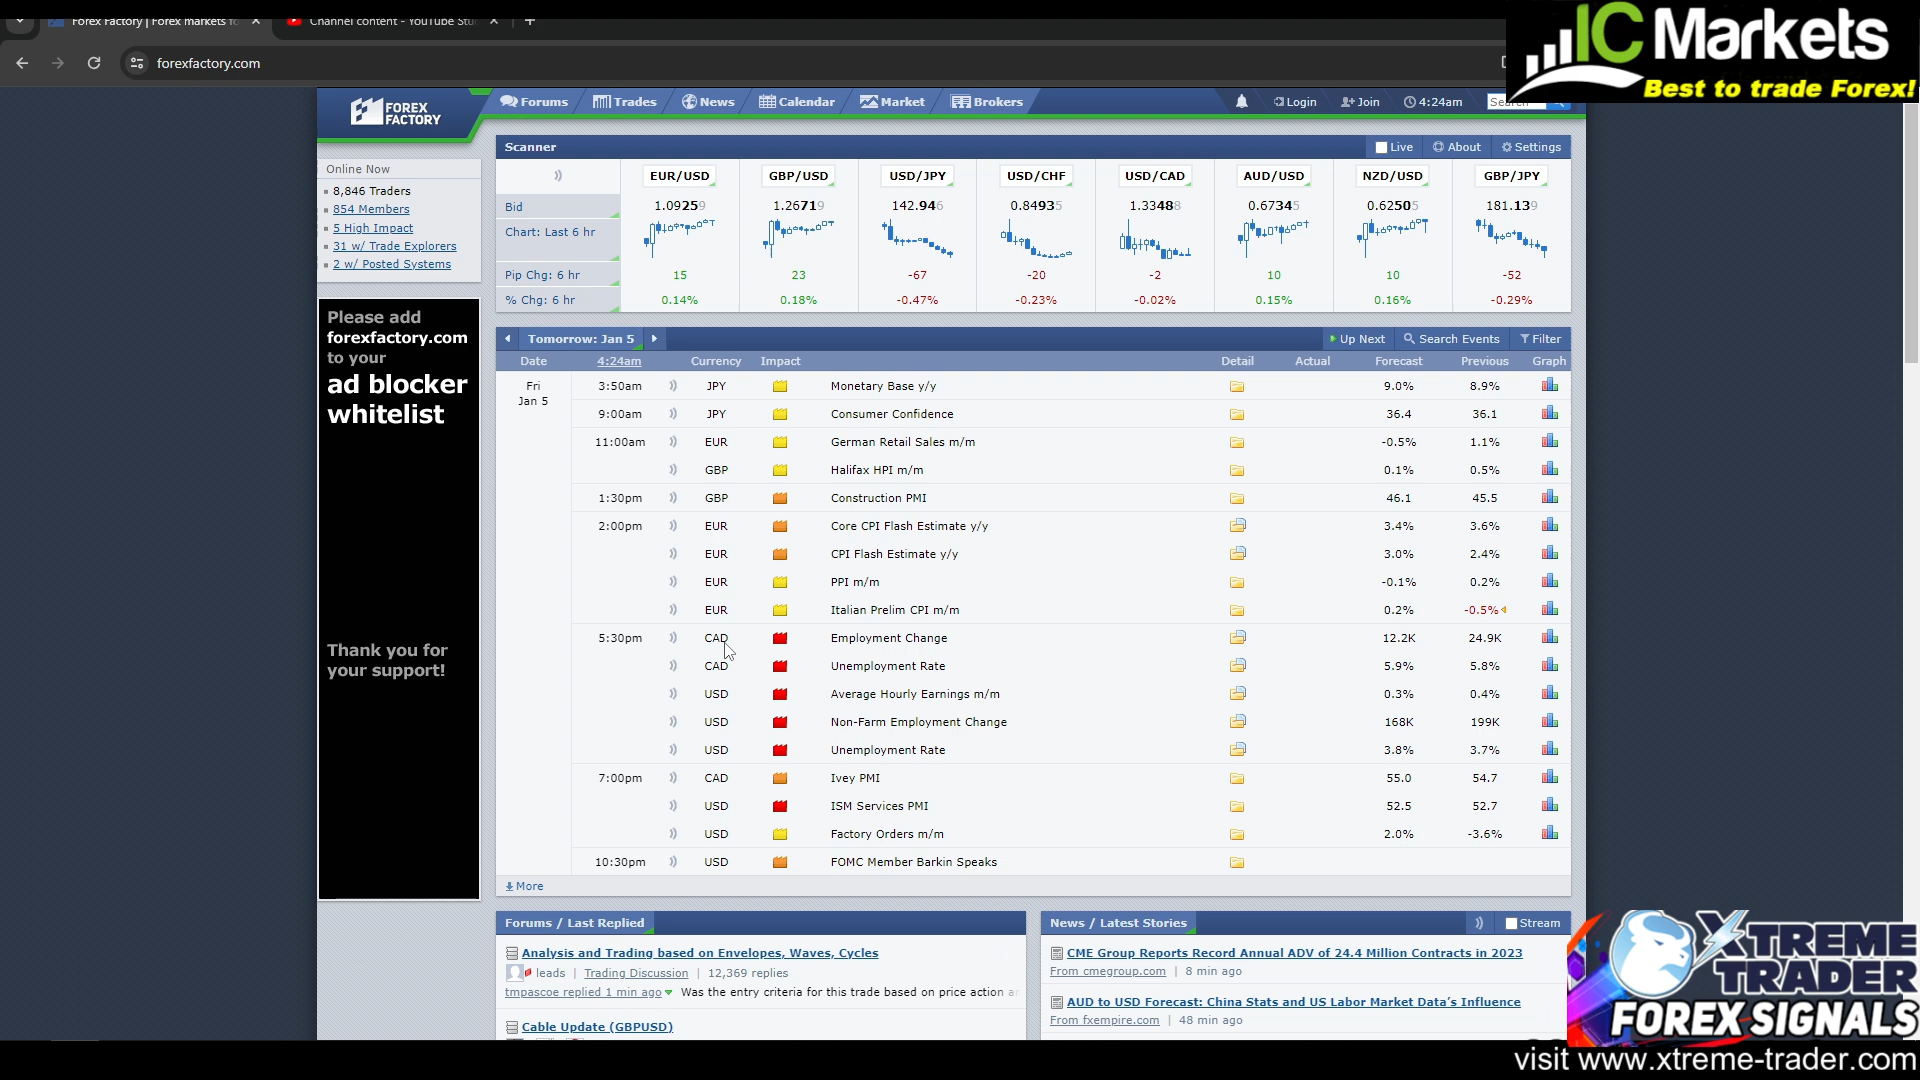 Forex Factory | Forex markets fo
Channel content - YouTube Stu
forexfactory.com
IC Markets
Best to trade Forex!
FOREX
FACTORY
Forums
Trades
News
Calendar
Market
Brokers
Login
Join
4:24am
Search
Online Now
8,846 Traders
854 Members
5 High Impact
31 w/ Trade Explorers
2 w/ Posted Systems
Please add
forexfactory.com
to your
ad blocker
whitelist
Thank you for
your support!
Scanner Live About Settings
EUR/USD GBP/USD USD/JPY USD/CHF USD/CAD AUD/USD NZD/USD GBP/JPY
Bid 1.09259 1.26719 142.946 0.84935 1.33488 0.67345 0.62505 181.139
Chart: Last 6 hr
Pip Chg: 6 hr 15 23 -67 -20 -2 10 10 -52
% Chg: 6 hr 0.14% 0.18% -0.47% -0.23% -0.02% 0.15% 0.16% -0.29%
Tomorrow: Jan 5 Up Next Search Events Filter
Date 4:24am Currency Impact Detail Actual Forecast Previous Graph
Fri
Jan 5
3:50am JPY Monetary Base y/y 9.0% 8.9%
9:00am JPY Consumer Confidence 36.4 36.1
11:00am EUR German Retail Sales m/m -0.5% 1.1%
GBP Halifax HPI m/m 0.1% 0.5%
1:30pm GBP Construction PMI 46.1 45.5
2:00pm EUR Core CPI Flash Estimate y/y 3.4% 3.6%
EUR CPI Flash Estimate y/y 3.0% 2.4%
EUR PPI m/m -0.1% 0.2%
EUR Italian Prelim CPI m/m 0.2% -0.5%
5:30pm CAD Employment Change 12.2K 24.9K
CAD Unemployment Rate 5.9% 5.8%
USD Average Hourly Earnings m/m 0.3% 0.4%
USD Non-Farm Employment Change 168K 199K
USD Unemployment Rate 3.8% 3.7%
7:00pm CAD Ivey PMI 55.0 54.7
USD ISM Services PMI 52.5 52.7
USD Factory Orders m/m 2.0% -3.6%
10:30pm USD FOMC Member Barkin Speaks
More
Forums / Last Replied
Analysis and Trading based on Envelopes, Waves, Cycles
leads | Trading Discussion | 12,369 replies
tmpascoe replied 1 min ago Was the entry criteria for this trade based on price action
Cable Update (GBPUSD)
News / Latest Stories Stream
CME Group Reports Record Annual ADV of 24.4 Million Contracts in 2023
From cmegroup.com | 8 min ago
AUD to USD Forecast: China Stats and US Labor Market Data's Influence
From fxempire.com | 48 min ago
XTREME
TRADER
FOREX SIGNALS
visit www.xtreme-trader.com